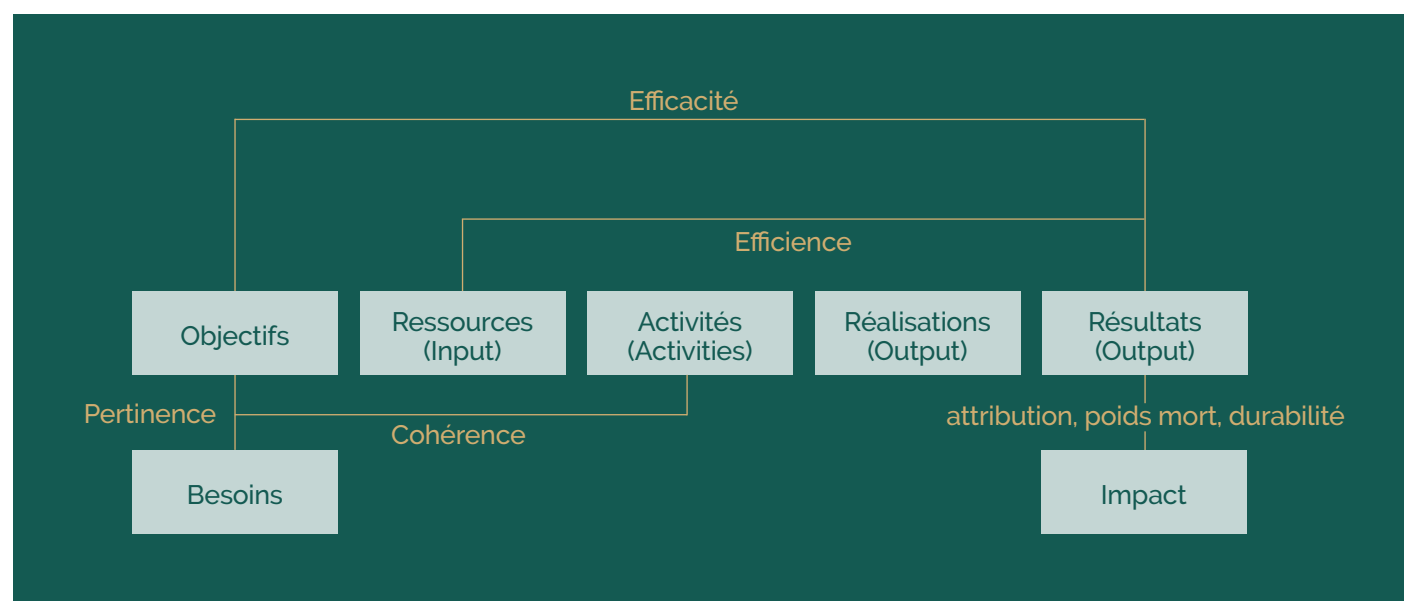 Efficacité
Efficience
Objectifs
Ressources
(Input)
Activités
(Activities)
Réalisations
(Output)
Résultats
(Output)
Pertinence
Cohérence
attribution, poids mort, durabilité
Besoins
Impact